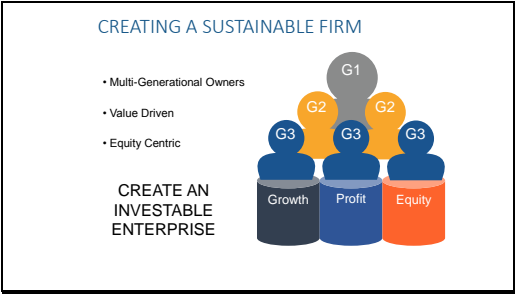 CREATING A SUSTAINABLE FIRM
• Multi-Generational Owners
• Value Driven
• Equity Centric
CREATE AN
INVESTABLE
ENTERPRISE
G1
G2 G2
G3 G3 G3
Growth Profit Equity